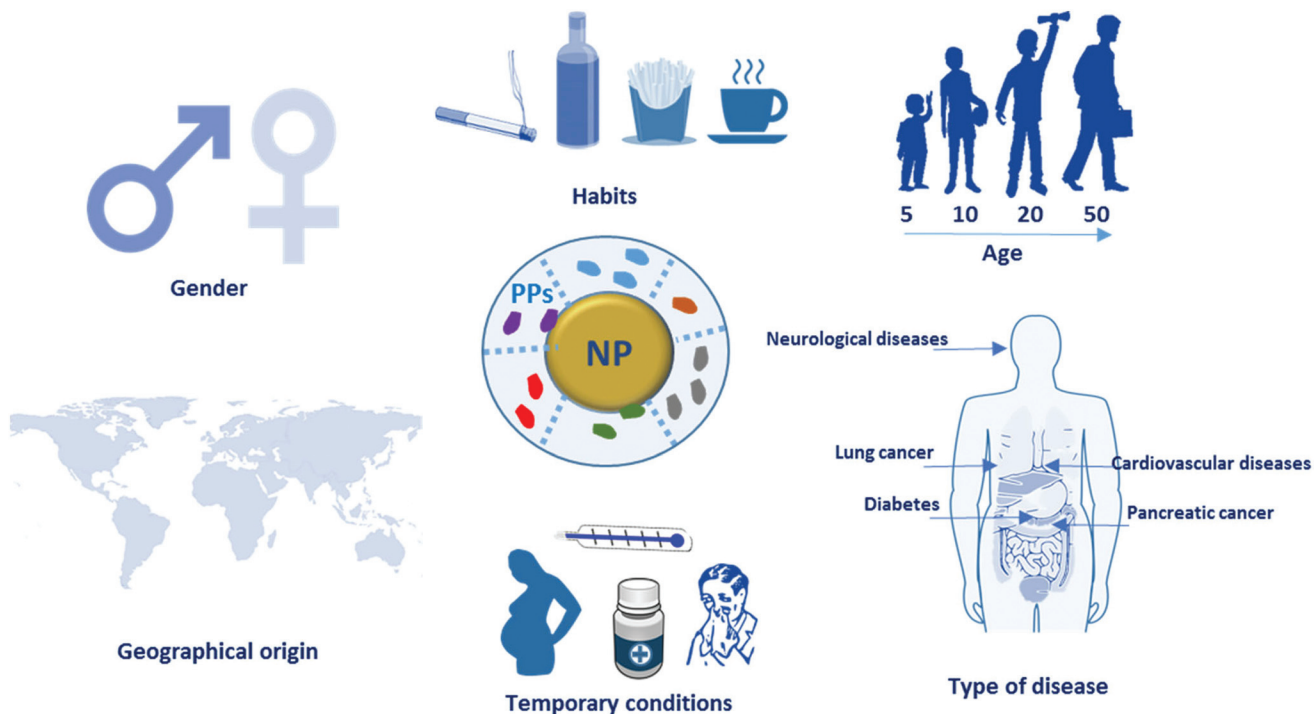 Habits
5 10 20 50
Age
Gender
PPs
NP
Neurological diseases
Lung cancer
Cardiovascular diseases
Diabetes
Pancreatic cancer
Geographical origin
Temporary conditions
Type of disease